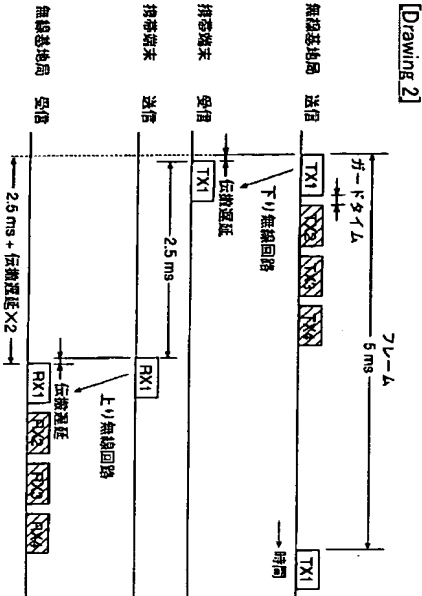 [Drawing 2]
フレーム
5 ms
ガードタイム
無線基地局 送信
TX1
TX2
TX3
TX4
TX1
時間
下り無線回路
伝搬遅延
携帯端末 受信
TX1
2.5 ms
携帯端末 送信
RX1
上り無線回路
伝搬遅延
無線基地局 受信
RX1
RX2
RX3
RX4
2.5 ms + 伝搬遅延×2